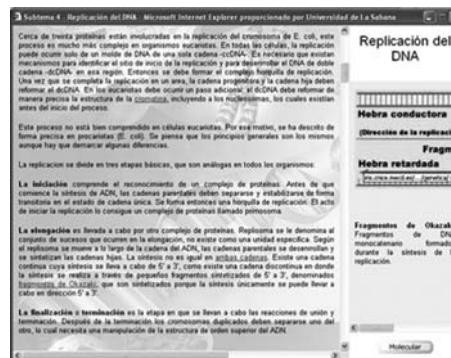 Subtema 4 - Replicación del DNA - Microsoft Internet Explorer proporcionado por Universidad de La Sabana
Cerca de treinta proteínas están involucradas en la replicación del cromosoma de E. coli, este
proceso es mucho más complejo en organismos eucariotas. En todas las células, la replicación
puede ocurrir solo de un molde de DNA de una sola cadena -ccDNA-. Es necesario que existan
mecanismos para identificar el sitio de inicio de la replicación y para desenrollar el DNA de doble
cadena -dcDNA- en esa región. Entonces se debe formar el complejo horquilla de replicación.
Una vez que se completa la replicación en un area, la cadena progenitora y la cadena hija deben
reformar el dcDNA. En los eucariotas debe ocurrir un paso adicional, el dcDNA debe reformar de
manera precisa la estructura de la cromatina, incluyendo a los nucleosomas, los cuales existían
antes del inicio del proceso.
Este proceso no está bien comprendido en células eucariotas. Por ese motivo, se ha descrito de
forma precisa en procariotas (E. coli). Se piensa que los principios generales son los mismos
aunque hay que demarcar algunas diferencias.
La replicacion se divide en tres etapas básicas, que son análogas en todos los organismos:
La iniciación comprende el reconocimiento de un complejo de proteínas. Antes de que
comience la síntesis de ADN, las cadenas parentales deben separarse y estabilizarse de forma
transitoria en el estado de cadena única. Se forma entonces una horquilla de replicación. El acto
de iniciar la replicación lo consigue un complejo de proteínas llamado primosoma.
La elongación es llevada a cabo por otro complejo de proteínas. Replisoma se le denomina al
conjunto de sucesos que ocurren en la elongación, no existe como una unidad específica. Según
el replisoma se mueve a lo largo de la cadena del ADN, las cadenas parentales se desenrollan y
se sintetizan las cadenas hijas. La síntesis no es igual en ambas cadenas. Existe una cadena
continua cuya síntesis se lleva a cabo de 5' a 3', como existe una cadena discontinua en donde
la síntesis se realiza a través de pequeños fragmentos sintetizados de 5' a 3', denominados
fragmentos de Okazaki, que son sintetizados porque la síntesis únicamente se puede llevar a
cabo en dirección 5' a 3'.
La finalización o terminación es la etapa en que se llevan a cabo las reacciones de unión y
terminación. Después de la terminación los cromosomas duplicados deben separarse uno del
otro, lo cual necesita una manipulación de la estructura de orden superior del ADN.
Replicación del
DNA
Hebra conductora
(Dirección de la replicació
Fragm
Hebra retardada
Fragmentos de Okazaki
Fragmentos de DNA
monocatenario formados
durante la síntesis de la
replicación.
Molecular